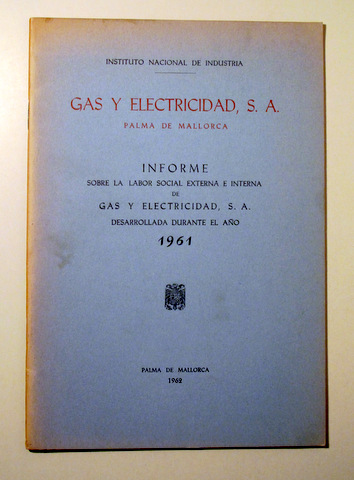 INSTITUTO NACIONAL DE INDUSTRIA
GAS Y ELECTRICIDAD, S. A.
PALMA DE MALLORCA
INFORME
SOBRE LA LABOR SOCIAL EXTERNA E INTERNA
DE
GAS Y ELECTRICIDAD, S. A.
DESARROLLADA DURANTE EL AÑO
1961
PALMA DE MALLORCA
1962